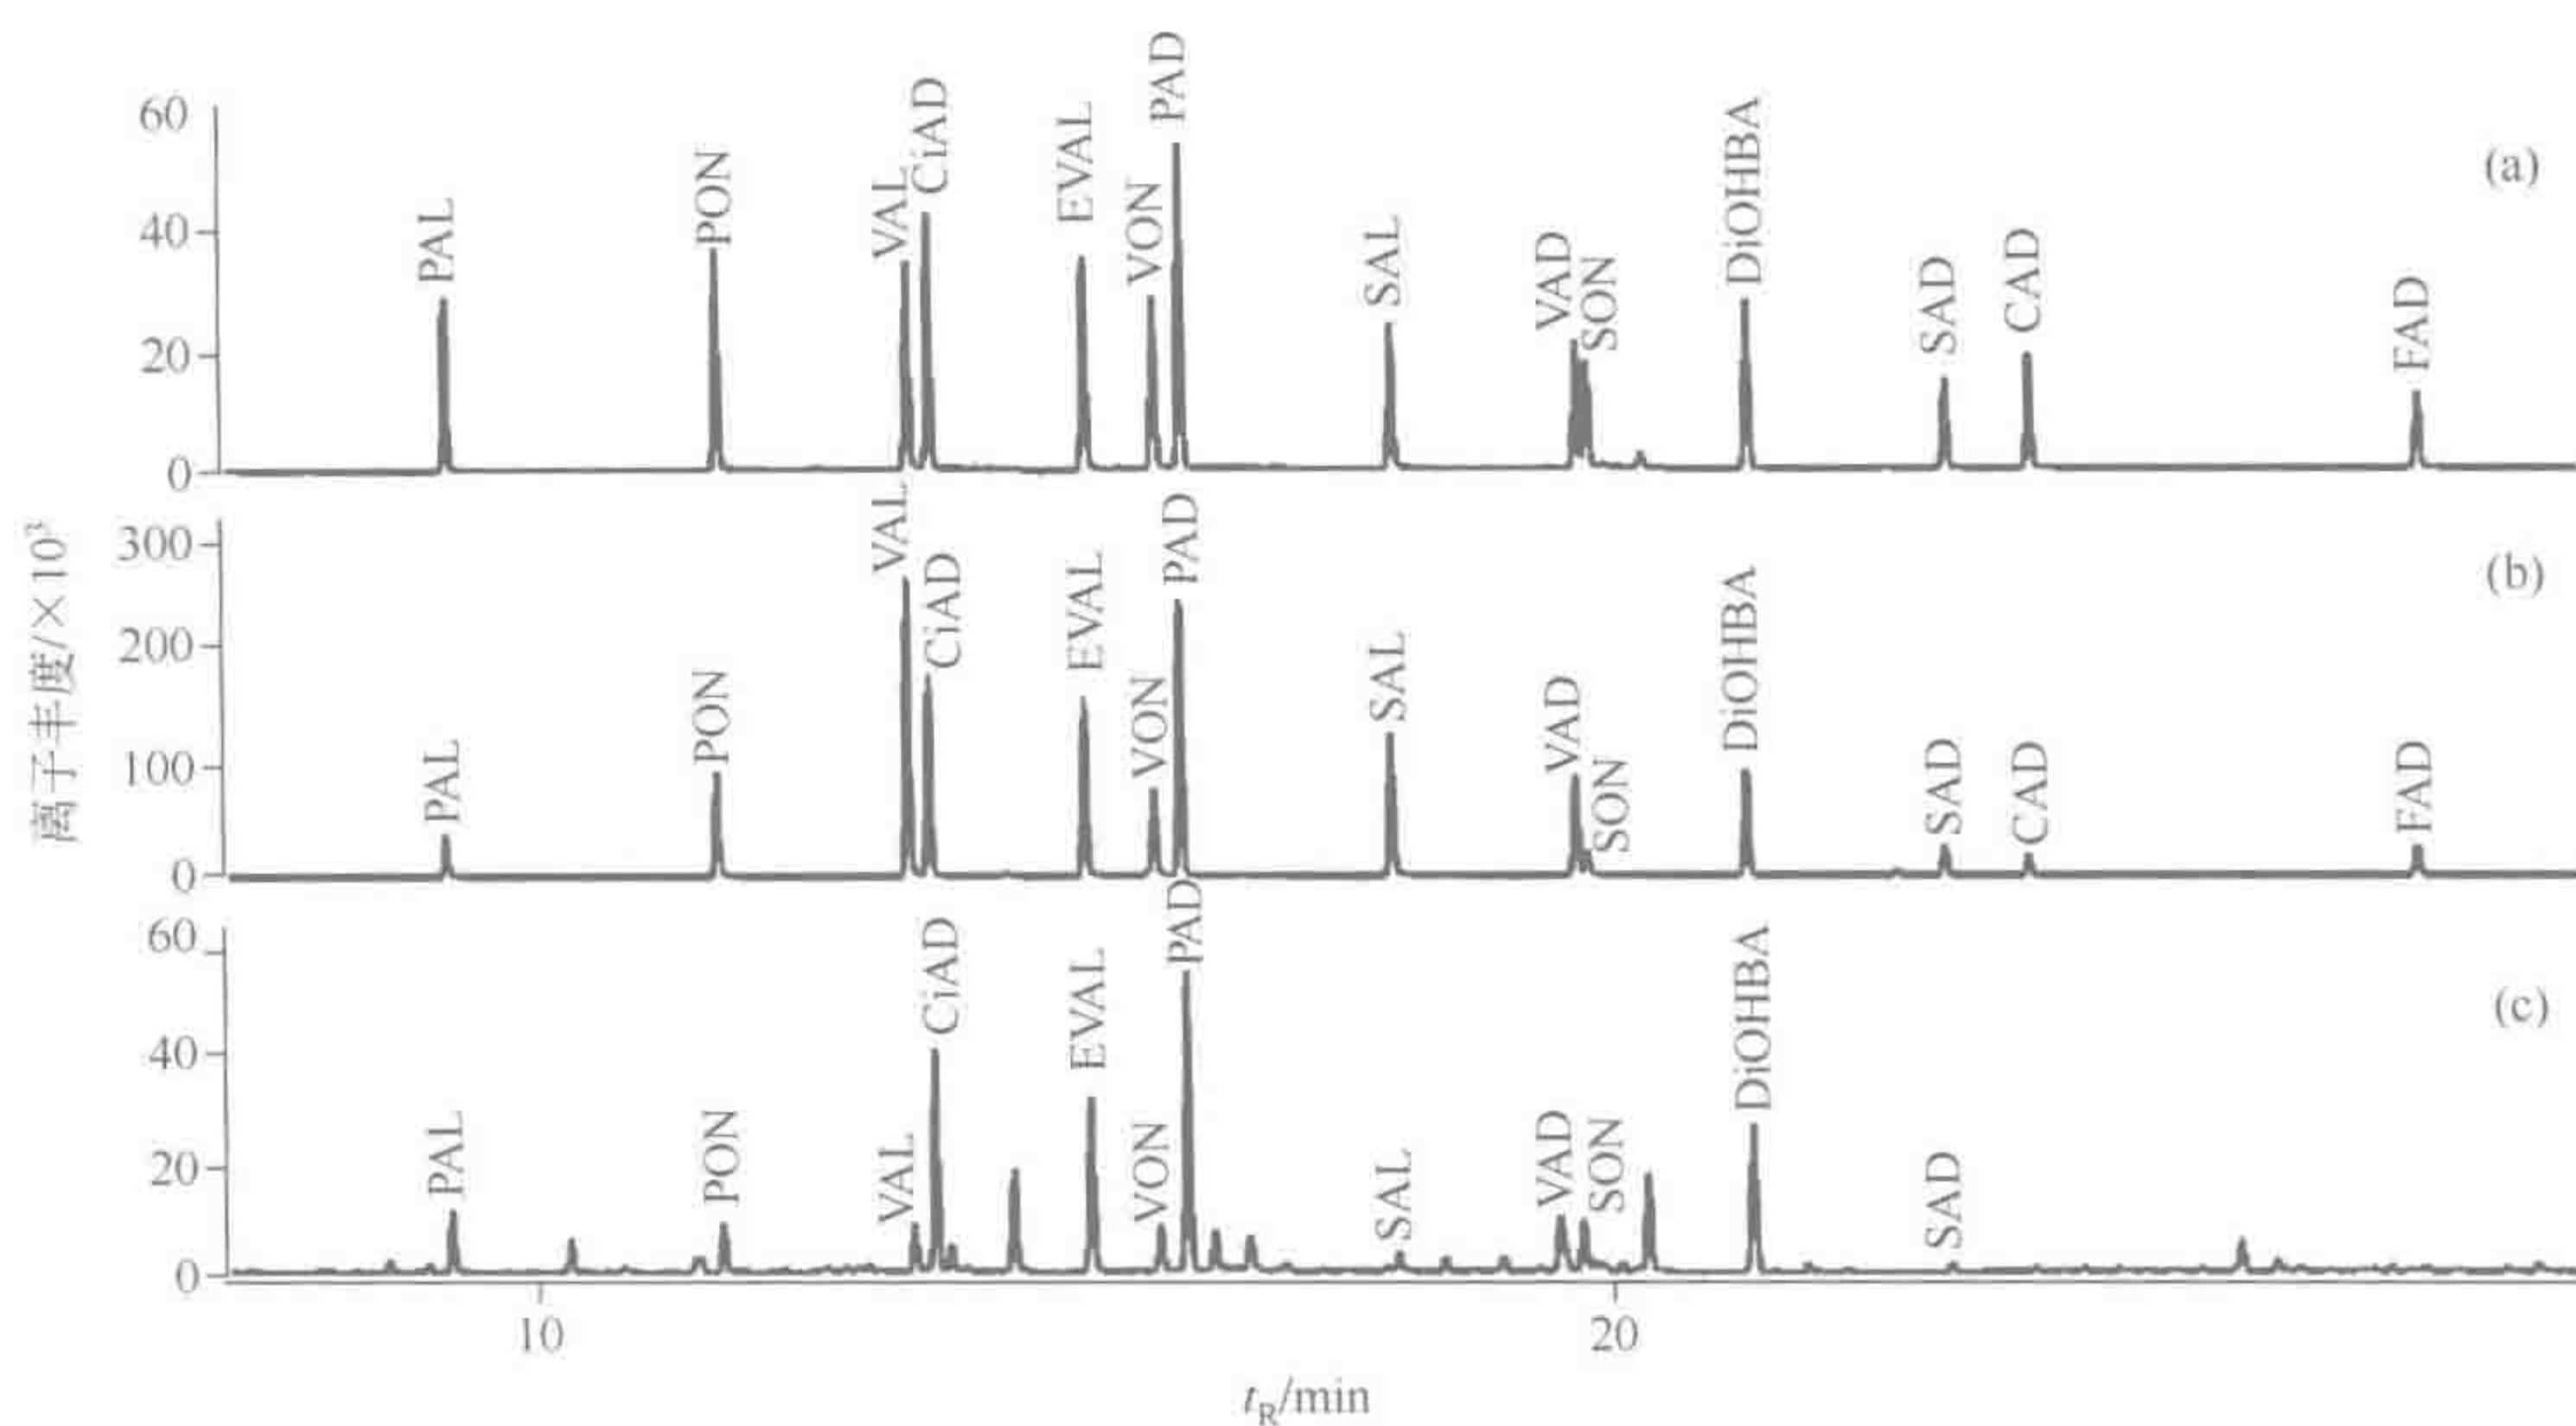 离子丰度/×10³
(a)
60
40
20
0
PAL
PON
VAL
CiAD
EVAL
VON
PAD
SAL
VAD
SON
DiOHBA
SAD
CAD
FAD
(b)
300
200
100
0
PAL
PON
VAL
CiAD
EVAL
VON
PAD
SAL
VAD
SON
DiOHBA
SAD
CAD
FAD
(c)
60
40
20
0
PAL
PON
VAL
CiAD
EVAL
VON
PAD
SAL
VAD
SON
DiOHBA
SAD
10
20
tR/min